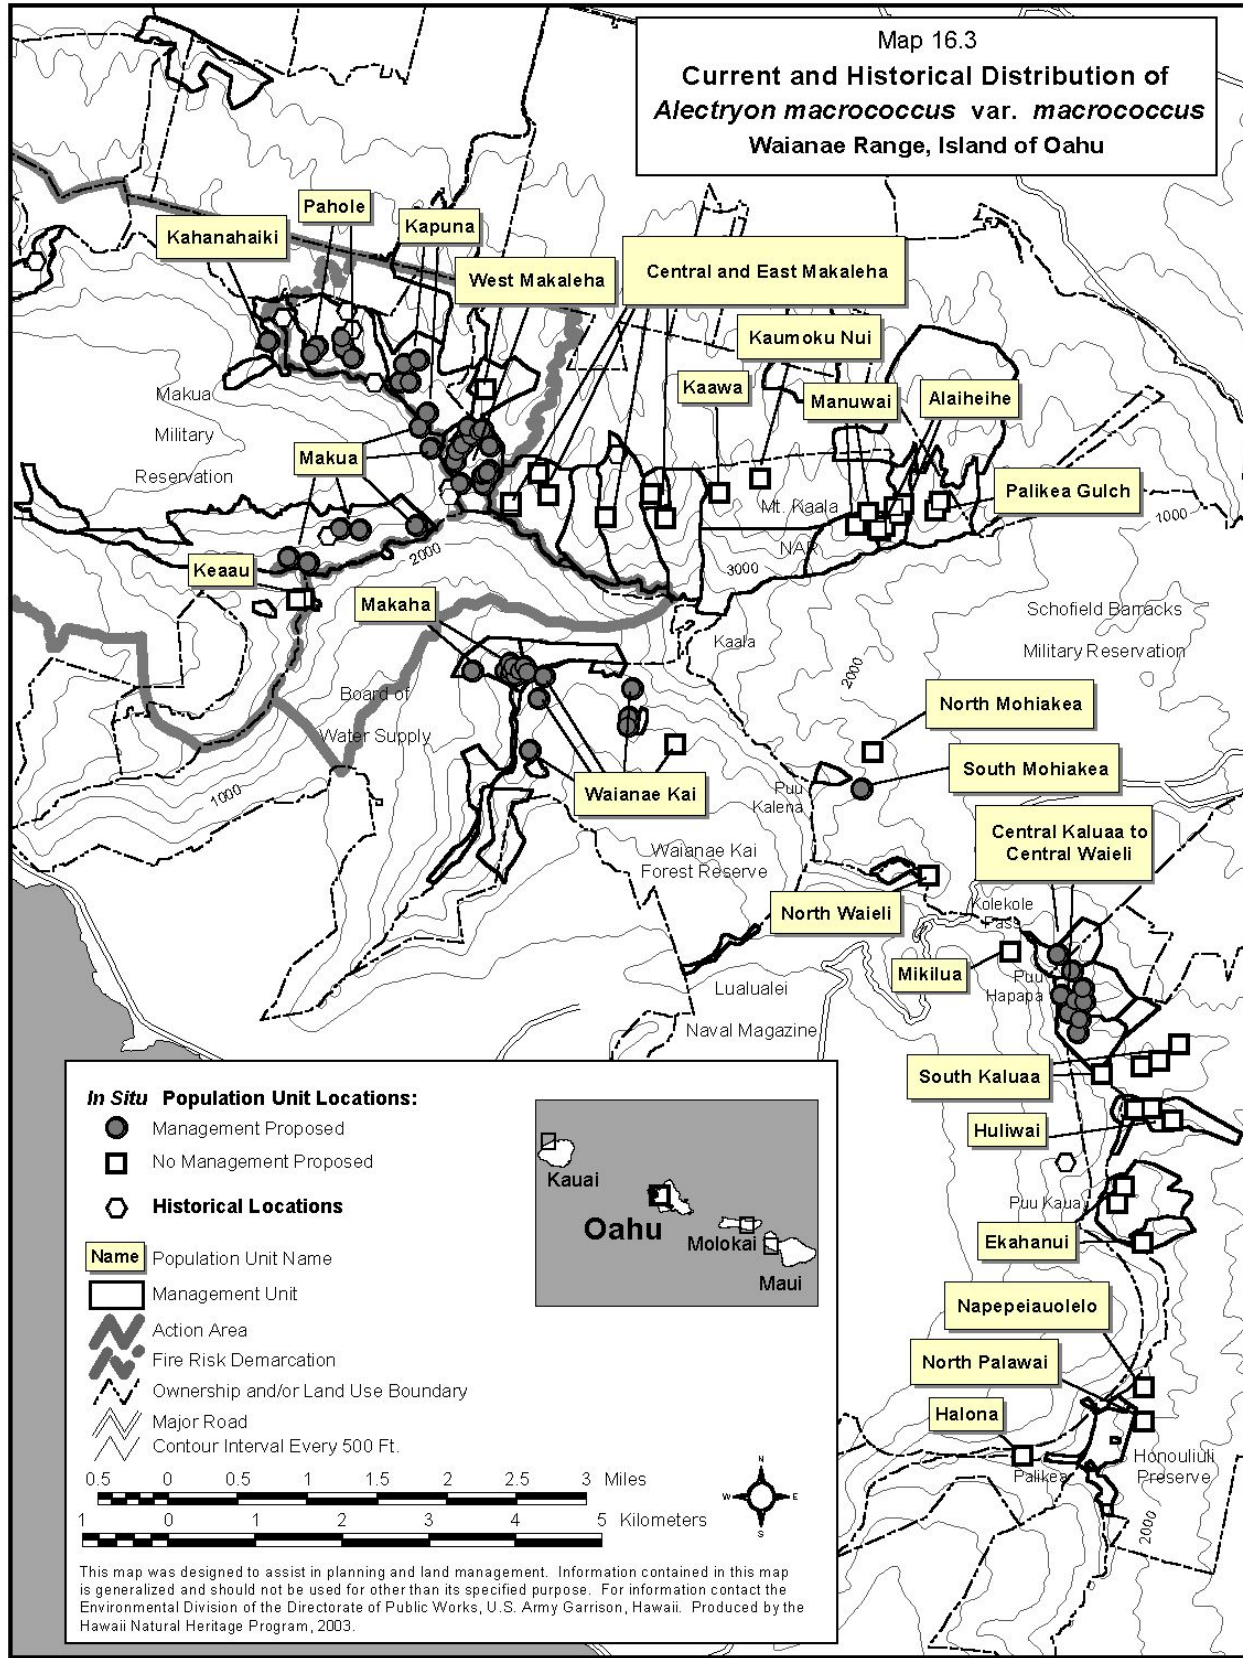 Map 16.3
Current and Historical Distribution of
Alectryon macrococcus var. macrococcus
Waianae Range, Island of Oahu
Pahole
Kahanahaiki
Kapuna
West Makaleha
Central and East Makaleha
Kaumoku Nui
Kaawa
Manuwai
Alaiheihe
Makua
Military
Reservation
Makua
Palikea Gulch
Mt. Kaala
NAR
1000
2000
3000
Keaau
Makaha
Kaala
Schofield Barracks
Military Reservation
2000
Board of
Water Supply
North Mohiakea
South Mohiakea
1000
Waianae Kai
Puu
Kalena
Central Kaluaa to
Central Waieli
Waianae Kai
Forest Reserve
North Waieli
Kolekole
Pass
Mikilua
Puu
Hapapa
Lualualei
Naval Magazine
South Kaluaa
Huliwai
Puu Kaua
Ekahanui
Napepeiauolelo
North Palawai
Halona
Palikea
Honouliuli
Preserve
2000
In Situ Population Unit Locations:
Management Proposed
No Management Proposed
Historical Locations
Name Population Unit Name
Management Unit
Action Area
Fire Risk Demarcation
Ownership and/or Land Use Boundary
Major Road
Contour Interval Every 500 Ft.
Kauai
Oahu
Molokai
Maui
0.5 0 0.5 1 1.5 2 2.5 3 Miles
1 0 1 2 3 4 5 Kilometers
N
W E
S
This map was designed to assist in planning and land management. Information contained in this map
is generalized and should not be used for other than its specified purpose. For information contact the
Environmental Division of the Directorate of Public Works, U.S. Army Garrison, Hawaii. Produced by the
Hawaii Natural Heritage Program, 2003.